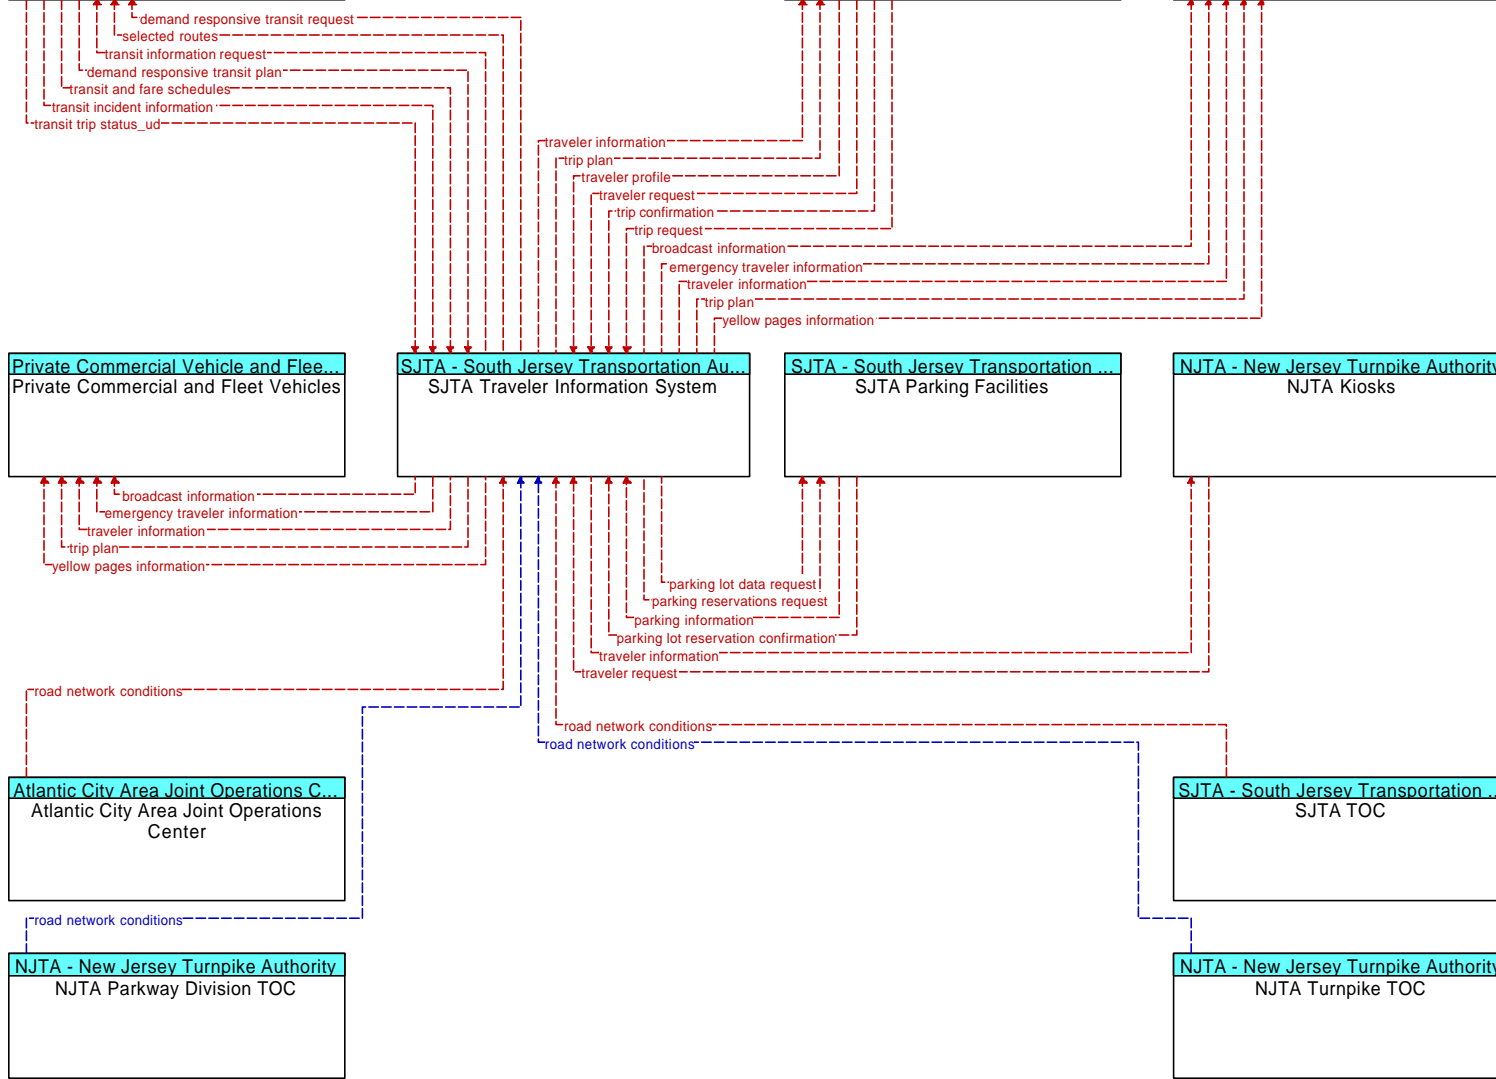 demand responsive transit request
selected routes
transit information request
demand responsive transit plan
transit and fare schedules
transit incident information
transit trip status_ud
traveler information
trip plan
traveler profile
traveler request
trip confirmation
trip request
broadcast information
emergency traveler information
traveler information
trip plan
yellow pages information
Private Commercial Vehicle and Flee...
Private Commercial and Fleet Vehicles
SJTA - South Jersey Transportation Au...
SJTA Traveler Information System
SJTA - South Jersey Transportation ...
SJTA Parking Facilities
NJTA - New Jersey Turnpike Authority
NJTA Kiosks
broadcast information
emergency traveler information
traveler information
trip plan
yellow pages information
parking lot data request
parking reservations request
parking information
parking lot reservation confirmation
traveler information
traveler request
road network conditions
road network conditions
road network conditions
Atlantic City Area Joint Operations C...
Atlantic City Area Joint Operations
Center
SJTA - South Jersey Transportation ...
SJTA TOC
road network conditions
NJTA - New Jersey Turnpike Authority
NJTA Parkway Division TOC
NJTA - New Jersey Turnpike Authority
NJTA Turnpike TOC